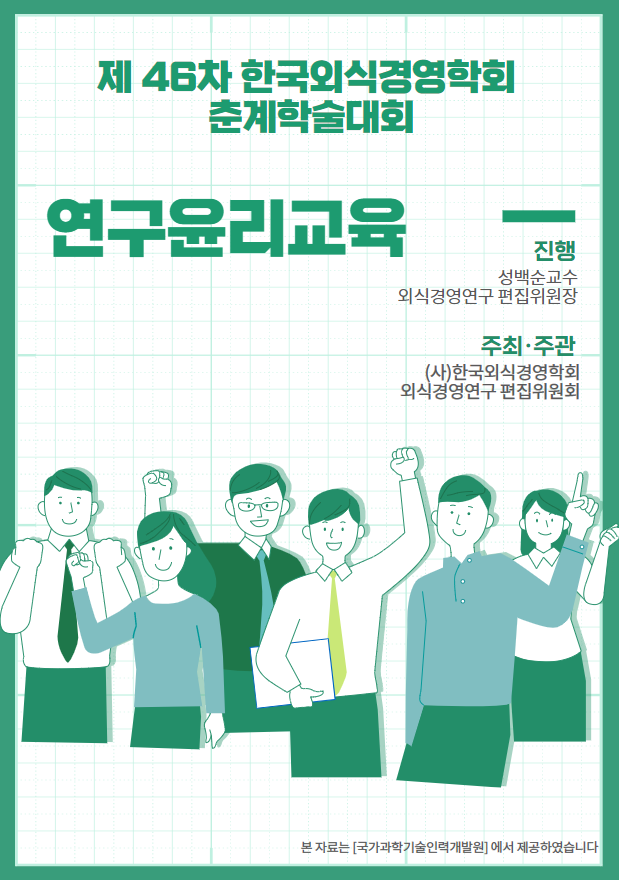 제 46차 한국외식경영학회
춘계학술대회
연구윤리교육
진행
성백순교수
외식경영연구 편집위원장
주최·주관
(사)한국외식경영학회
외식경영연구 편집위원회
본 자료는 [국가과학기술인력개발원] 에서 제공하였습니다